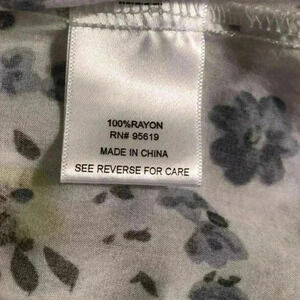 100%RAYON
RN# 95619
MADE IN CHINA
SEE REVERSE FOR CARE